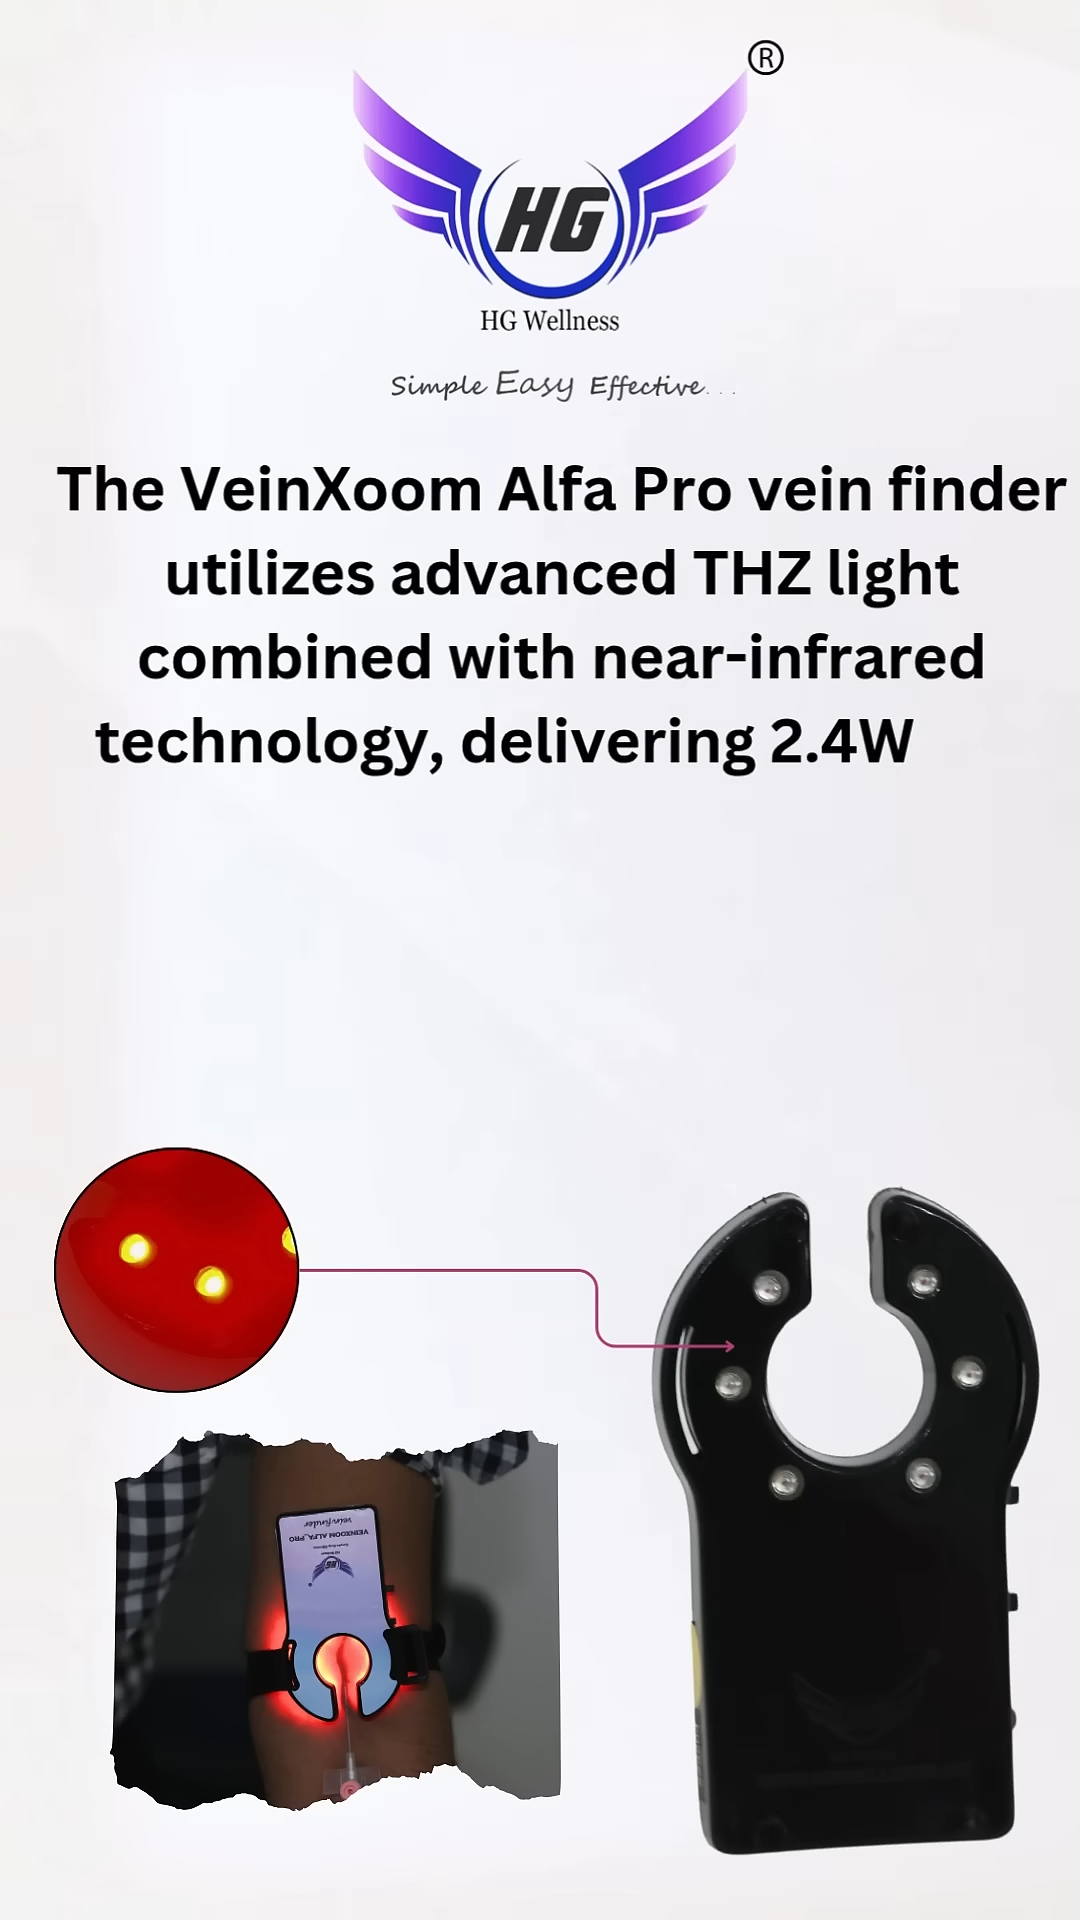 ®
HG
HG Wellness
Simple Easy Effective...
The VeinXoom Alfa Pro vein finder
utilizes advanced THZ light
combined with near-infrared
technology, delivering 2.4W
vein finder
VEINXOOM ALFA_PRO
HG